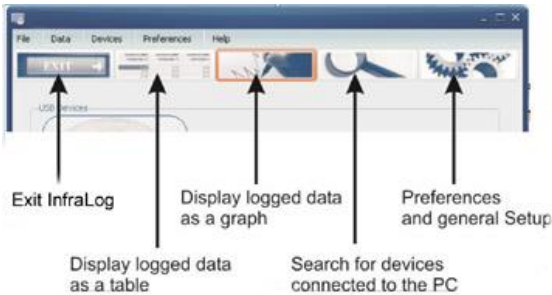 File Data Devices Preferences Help
EXIT
USB Devices
Exit InfraLog
Display logged data
as a graph
Preferences
and general Setup
Display logged data
as a table
Search for devices
connected to the PC